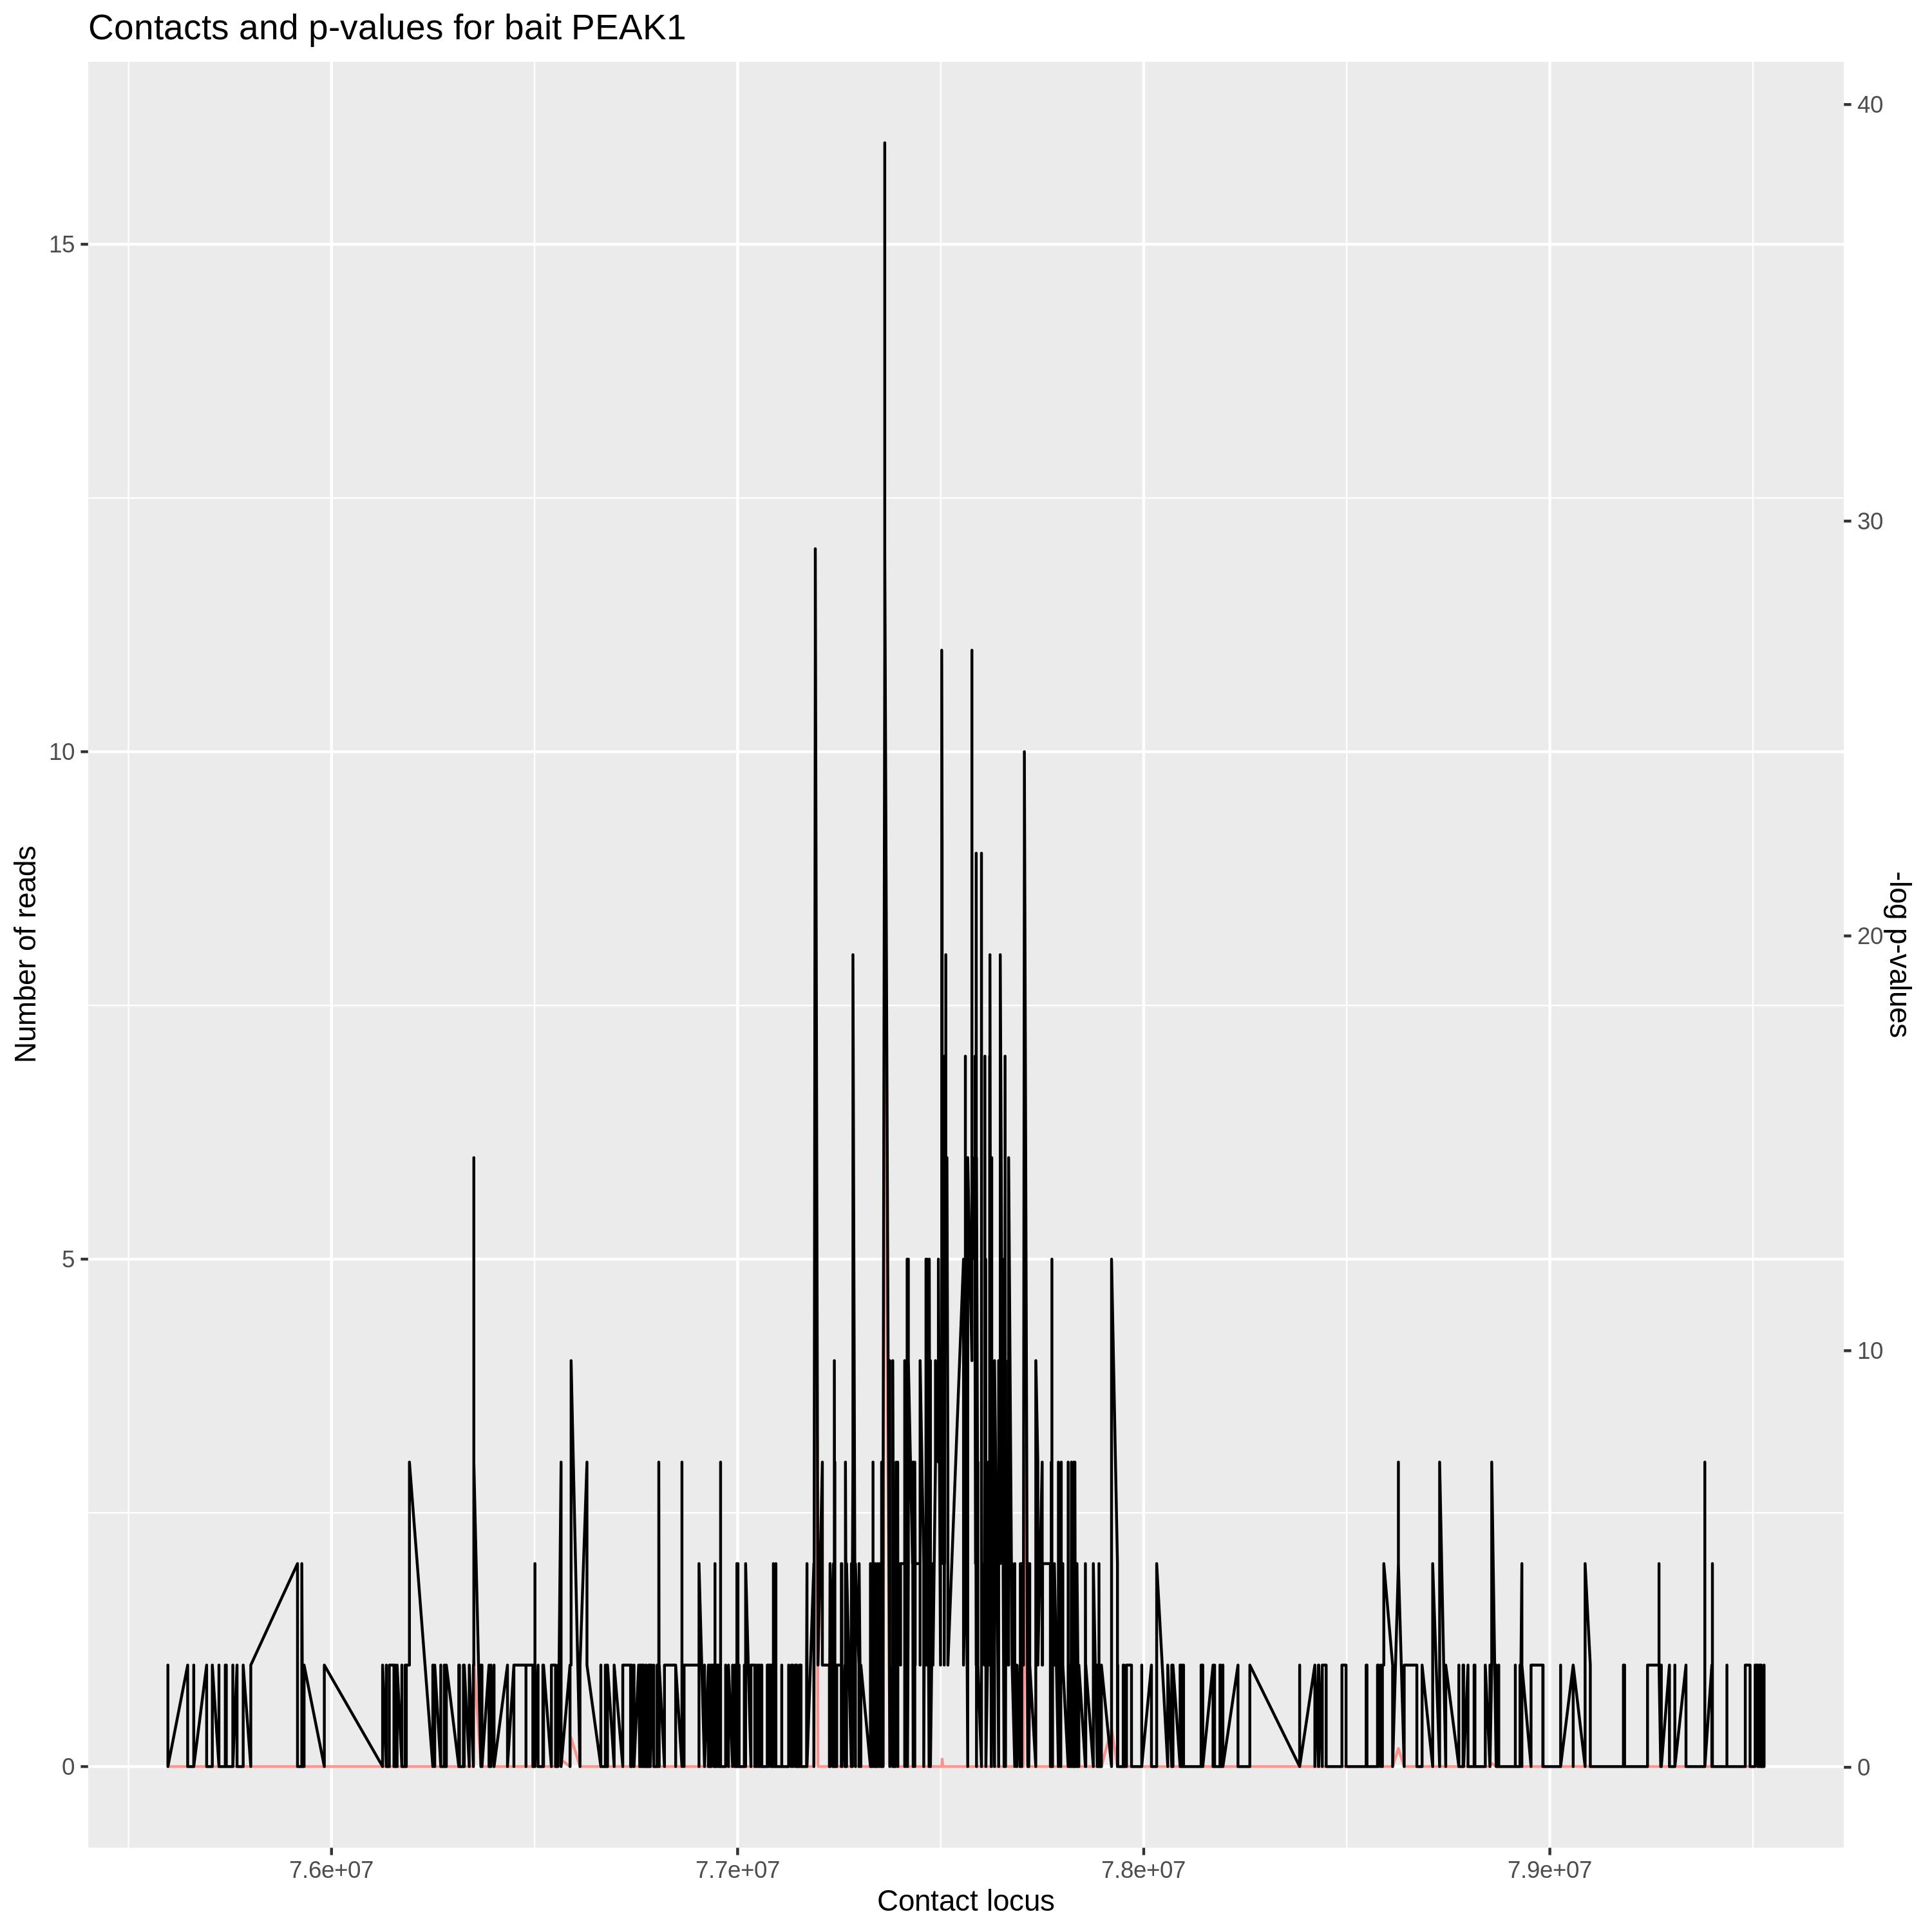 Contacts and p-values for bait PEAK1
Number of reads
15
10
5
0
40
30
20
10
0
-log p-values
7.6e+07
7.7e+07
7.8e+07
7.9e+07
Contact locus